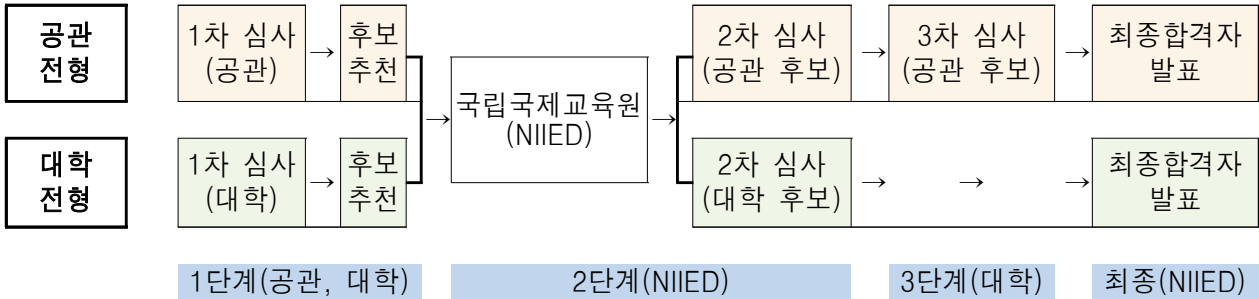 공관
전형
1차 심사
(공관)
→
후보
추천
2차 심사
(공관 후보)
→
3차 심사
(공관 후보)
→
최종합격자
발표
→
국립국제교육원
(NIIED)
→
대학
전형
1차 심사
(대학)
→
후보
추천
2차 심사
(대학 후보)
→
→
→
최종합격자
발표
1단계(공관, 대학)
2단계(NIIED)
3단계(대학)
최종(NIIED)